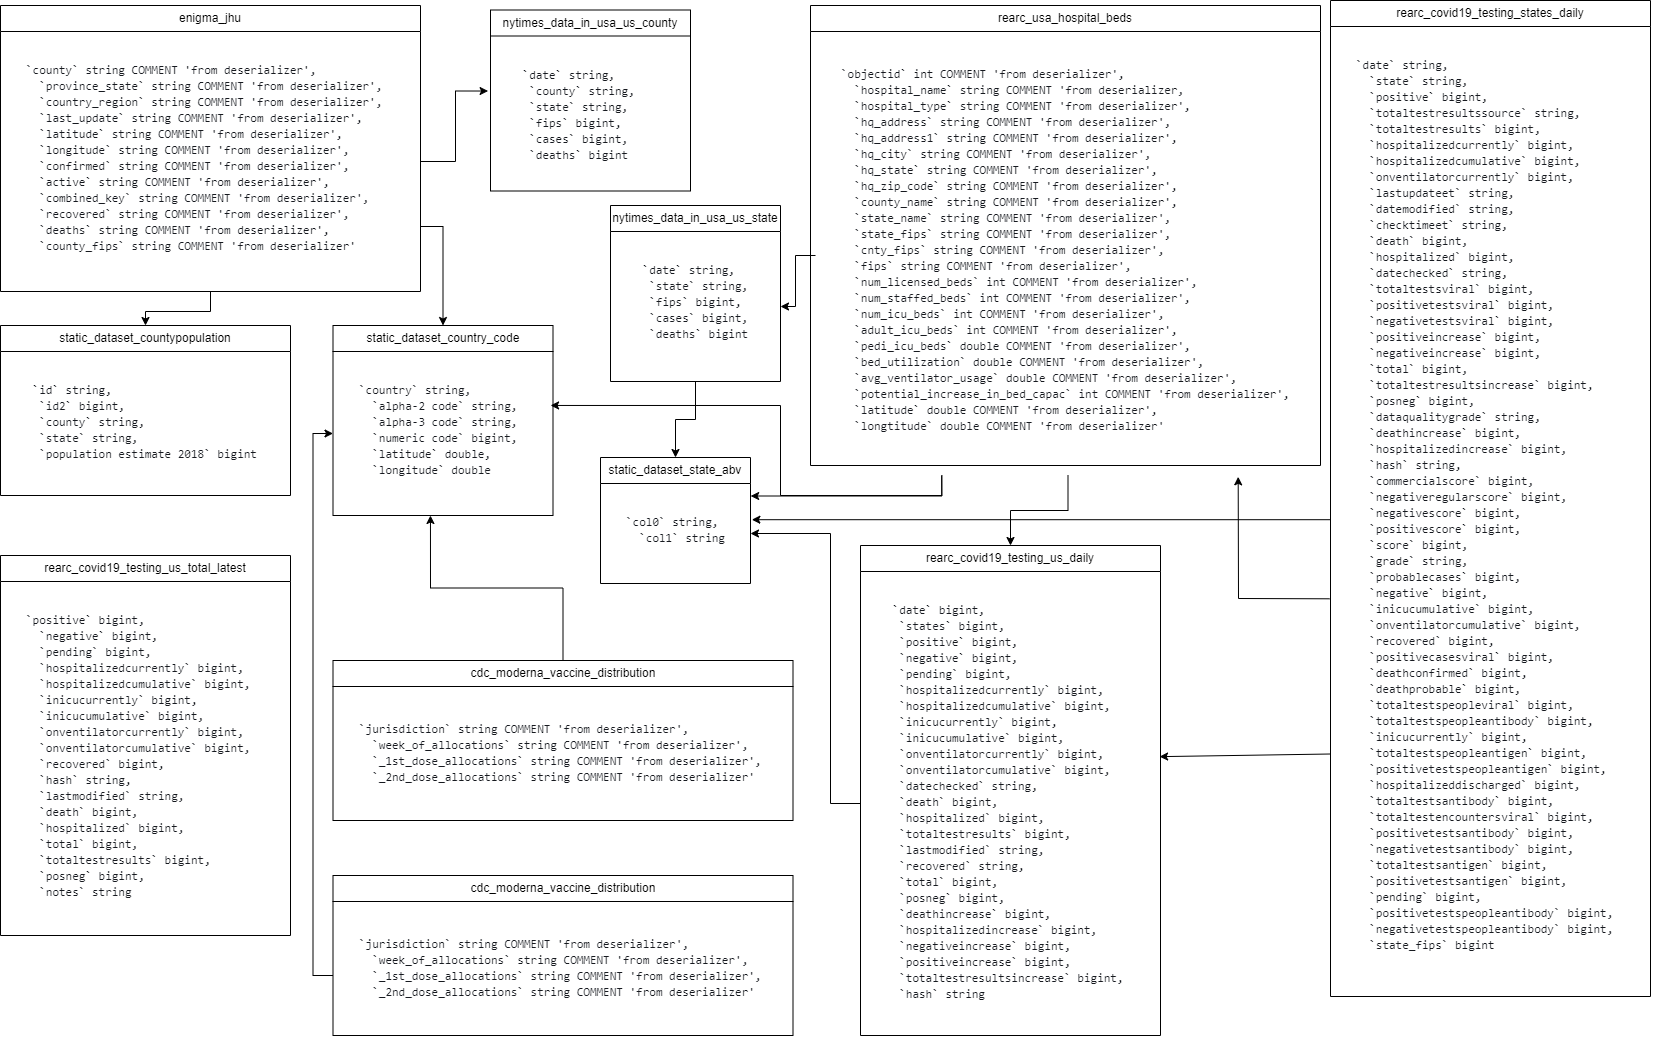 enigma_jhu
`county` string COMMENT 'from deserializer',
`province_state` string COMMENT 'from deserializer',
`country_region` string COMMENT 'from deserializer',
`last_update` string COMMENT 'from deserializer',
`latitude` string COMMENT 'from deserializer',
`longitude` string COMMENT 'from deserializer',
`confirmed` string COMMENT 'from deserializer',
`active` string COMMENT 'from deserializer',
`combined_key` string COMMENT 'from deserializer',
`recovered` string COMMENT 'from deserializer',
`deaths` string COMMENT 'from deserializer',
`county_fips` string COMMENT 'from deserializer'
nytimes_data_in_usa_us_county
`date` string,
`county` string,
`state` string,
`fips` bigint,
`cases` bigint,
`deaths` bigint
nytimes_data_in_usa_us_state
`date` string,
`state` string,
`fips` bigint,
`cases` bigint,
`deaths` bigint
rearc_usa_hospital_beds
`objectid` int COMMENT 'from deserializer',
`hospital_name` string COMMENT 'from deserializer,
`hospital_type` string COMMENT 'from deserializer',
`hq_address` string COMMENT 'from deserializer',
`hq_address1` string COMMENT 'from deserializer',
`hq_city` string COMMENT 'from deserializer',
`hq_state` string COMMENT 'from deserializer',
`hq_zip_code` string COMMENT 'from deserializer',
`county_name` string COMMENT 'from deserializer',
`state_name` string COMMENT 'from deserializer',
`state_fips` string COMMENT 'from deserializer',
`cnty_fips` string COMMENT 'from deserializer',
`fips` string COMMENT 'from deserializer',
`num_licensed_beds` int COMMENT 'from deserializer',
`num_staffed_beds` int COMMENT 'from deserializer',
`num_icu_beds` int COMMENT 'from deserializer',
`adult_icu_beds` int COMMENT 'from deserializer',
`pedi_icu_beds` double COMMENT 'from deserializer',
`bed_utilization` double COMMENT 'from deserializer',
`avg_ventilator_usage` double COMMENT 'from deserializer',
`potential_increase_in_bed_capac` int COMMENT 'from deserializer',
`latitude` double COMMENT 'from deserializer',
`longtitude` double COMMENT 'from deserializer'
rearc_covid19_testing_states_daily
`date` string,
`state` string,
`positive` bigint,
`totaltestresultssource` string,
`totaltestresults` bigint,
`hospitalizedcurrently` bigint,
`hospitalizedcumulative` bigint,
`onventilatorcurrently` bigint,
`lastupdateet` string,
`datemodified` string,
`checktimeet` string,
`death` bigint,
`hospitalized` bigint,
`datechecked` string,
`totaltestsviral` bigint,
`positivetestsviral` bigint,
`negativetestsviral` bigint,
`positiveincrease` bigint,
`negativeincrease` bigint,
`total` bigint,
`totaltestresultsincrease` bigint,
`posneg` bigint,
`dataqualitygrade` string,
`deathincrease` bigint,
`hospitalizedincrease` bigint,
`hash` string,
`commercialscore` bigint,
`negativeregularscore` bigint,
`negativescore` bigint,
`positivescore` bigint,
`score` bigint,
`grade` string,
`probablecases` bigint,
`negative` bigint,
`inicucumulative` bigint,
`onventilatorcumulative` bigint,
`recovered` bigint,
`positivecasesviral` bigint,
`deathconfirmed` bigint,
`deathprobable` bigint,
`totaltestspeopleviral` bigint,
`totaltestspeopleantibody` bigint,
`inicucurrently` bigint,
`totaltestspeopleantigen` bigint,
`positivetestspeopleantigen` bigint,
`hospitalizeddischarged` bigint,
`totaltestsantibody` bigint,
`totaltestencountersviral` bigint,
`positivetestsantibody` bigint,
`negativetestsantibody` bigint,
`totaltestsantigen` bigint,
`positivetestsantigen` bigint,
`pending` bigint,
`positivetestspeopleantibody` bigint,
`negativetestspeopleantibody` bigint,
`state_fips` bigint
static_dataset_countypopulation
`id` string,
`id2` bigint,
`county` string,
`state` string,
`population estimate 2018` bigint
static_dataset_country_code
`country` string,
`alpha-2 code` string,
`alpha-3 code` string,
`numeric code` bigint,
`latitude` double,
`longitude` double
static_dataset_state_abv
`col0` string,
`col1` string
rearc_covid19_testing_us_total_latest
`positive` bigint,
`negative` bigint,
`pending` bigint,
`hospitalizedcurrently` bigint,
`hospitalizedcumulative` bigint,
`inicucurrently` bigint,
`inicucumulative` bigint,
`onventilatorcurrently` bigint,
`onventilatorcumulative` bigint,
`recovered` bigint,
`hash` string,
`lastmodified` string,
`death` bigint,
`hospitalized` bigint,
`total` bigint,
`totaltestresults` bigint,
`posneg` bigint,
`notes` string
cdc_moderna_vaccine_distribution
`jurisdiction` string COMMENT 'from deserializer',
`week_of_allocations` string COMMENT 'from deserializer',
`_1st_dose_allocations` string COMMENT 'from deserializer',
`_2nd_dose_allocations` string COMMENT 'from deserializer'
cdc_moderna_vaccine_distribution
`jurisdiction` string COMMENT 'from deserializer',
`week_of_allocations` string COMMENT 'from deserializer',
`_1st_dose_allocations` string COMMENT 'from deserializer',
`_2nd_dose_allocations` string COMMENT 'from deserializer'
rearc_covid19_testing_us_daily
`date` bigint,
`states` bigint,
`positive` bigint,
`negative` bigint,
`pending` bigint,
`hospitalizedcurrently` bigint,
`hospitalizedcumulative` bigint,
`inicucurrently` bigint,
`inicucumulative` bigint,
`onventilatorcurrently` bigint,
`onventilatorcumulative` bigint,
`datechecked` string,
`death` bigint,
`hospitalized` bigint,
`totaltestresults` bigint,
`lastmodified` string,
`recovered` string,
`total` bigint,
`posneg` bigint,
`deathincrease` bigint,
`hospitalizedincrease` bigint,
`negativeincrease` bigint,
`positiveincrease` bigint,
`totaltestresultsincrease` bigint,
`hash` string